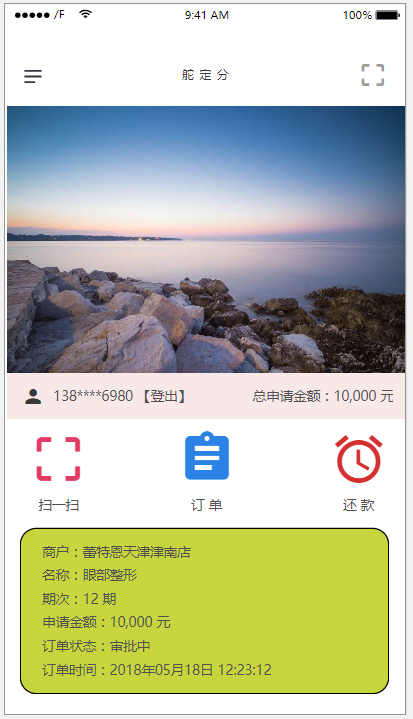 /F 9:41 AM 100%
舵定分
138****6980 【登出】 总申请金额：10,000 元
扫一扫 订 单 还 款
商户：蕾特恩天津津南店
名称：眼部整形
期次：12 期
申请金额：10,000 元
订单状态：审批中
订单时间：2018年05月18日 12:23:12